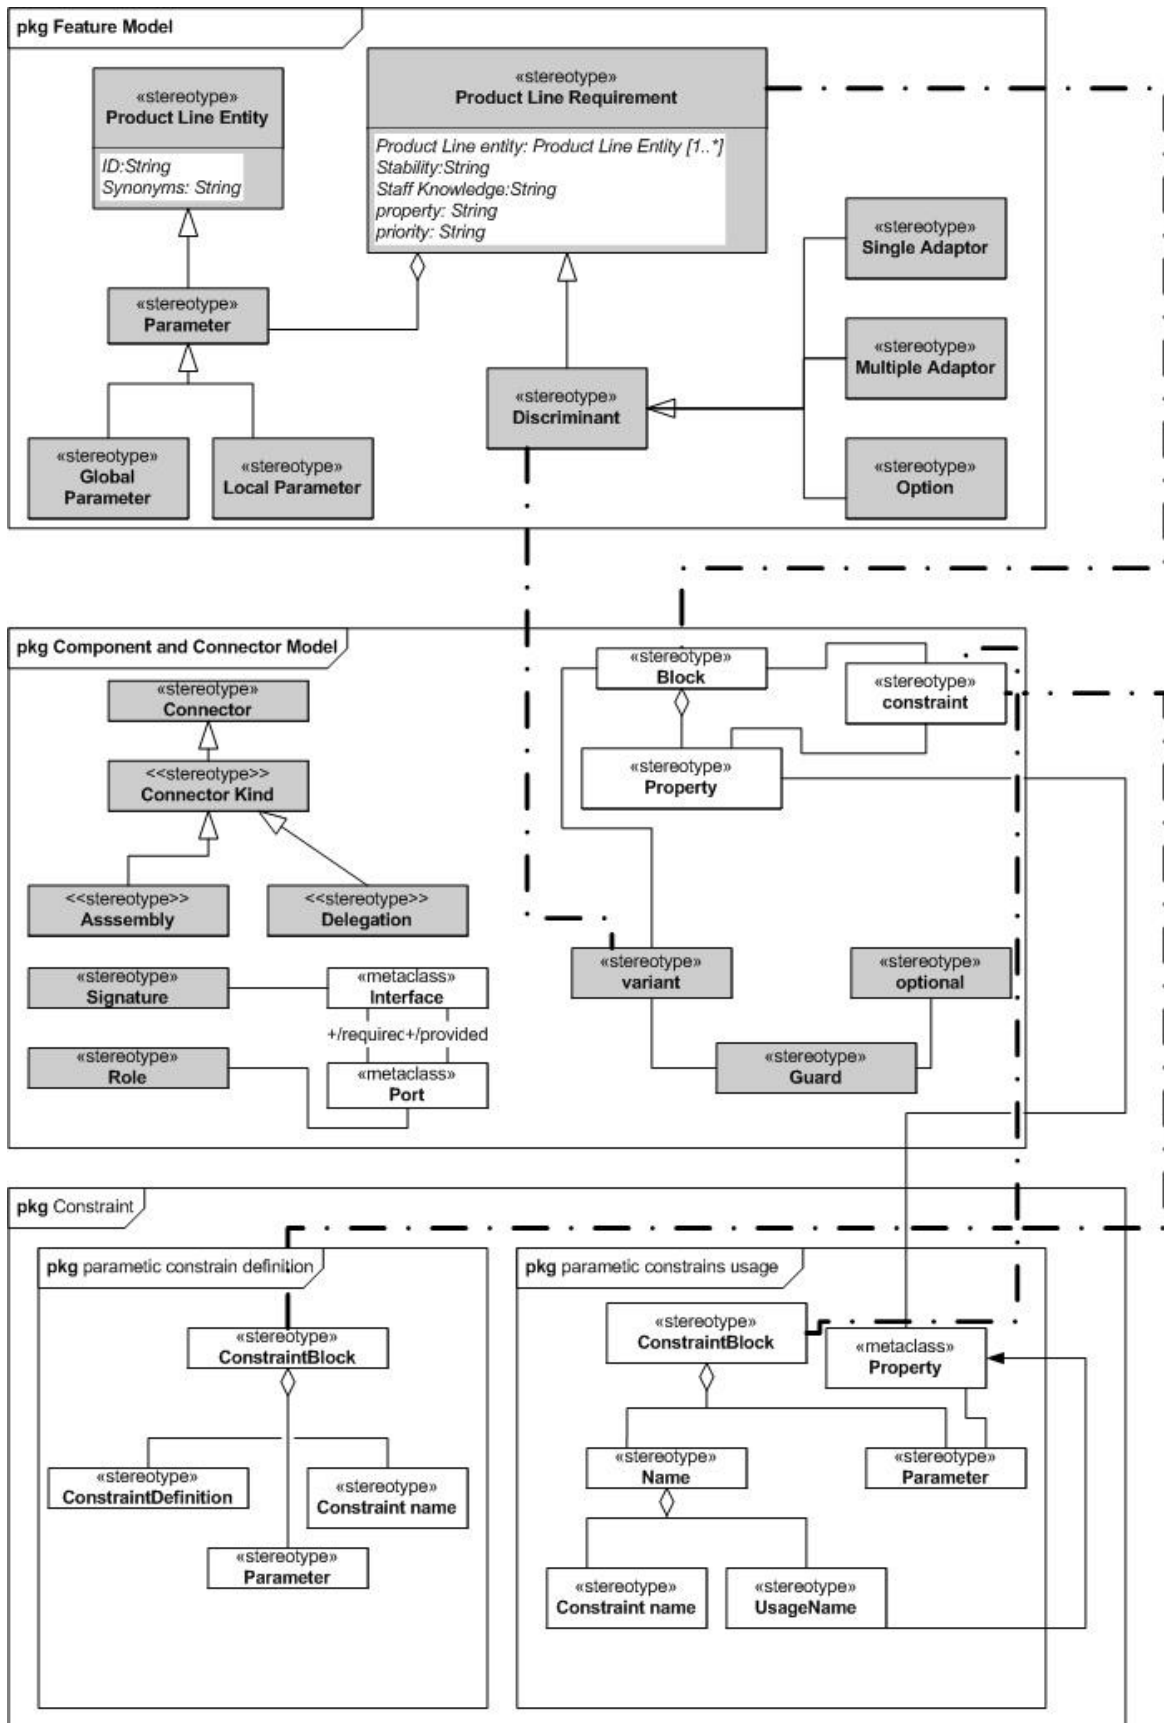 pkg Feature Model
«stereotype»
Product Line Entity
ID:String
Synonyms: String
«stereotype»
Product Line Requirement
Product Line entity: Product Line Entity [1..*]
Stability:String
Staff Knowledge:String
property: String
priority: String
«stereotype»
Single Adaptor
«stereotype»
Parameter
«stereotype»
Multiple Adaptor
«stereotype»
Discriminant
«stereotype»
Global
Parameter
«stereotype»
Local Parameter
«stereotype»
Option
pkg Component and Connector Model
«stereotype»
Connector
<<stereotype>>
Connector Kind
<<stereotype>>
Asssembly
<<stereotype>>
Delegation
«stereotype»
Signature
«metaclass»
Interface
+/requirec+/provided
«stereotype»
Role
«metaclass»
Port
«stereotype»
Block
«stereotype»
constraint
«stereotype»
Property
«stereotype»
variant
«stereotype»
optional
«stereotype»
Guard
pkg Constraint
pkg parametic constrain definition
«stereotype»
ConstraintBlock
«stereotype»
ConstraintDefinition
«stereotype»
Constraint name
«stereotype»
Parameter
pkg parametic constrains usage
«stereotype»
ConstraintBlock
«metaclass»
Property
«stereotype»
Name
«stereotype»
Parameter
«stereotype»
Constraint name
«stereotype»
UsageName